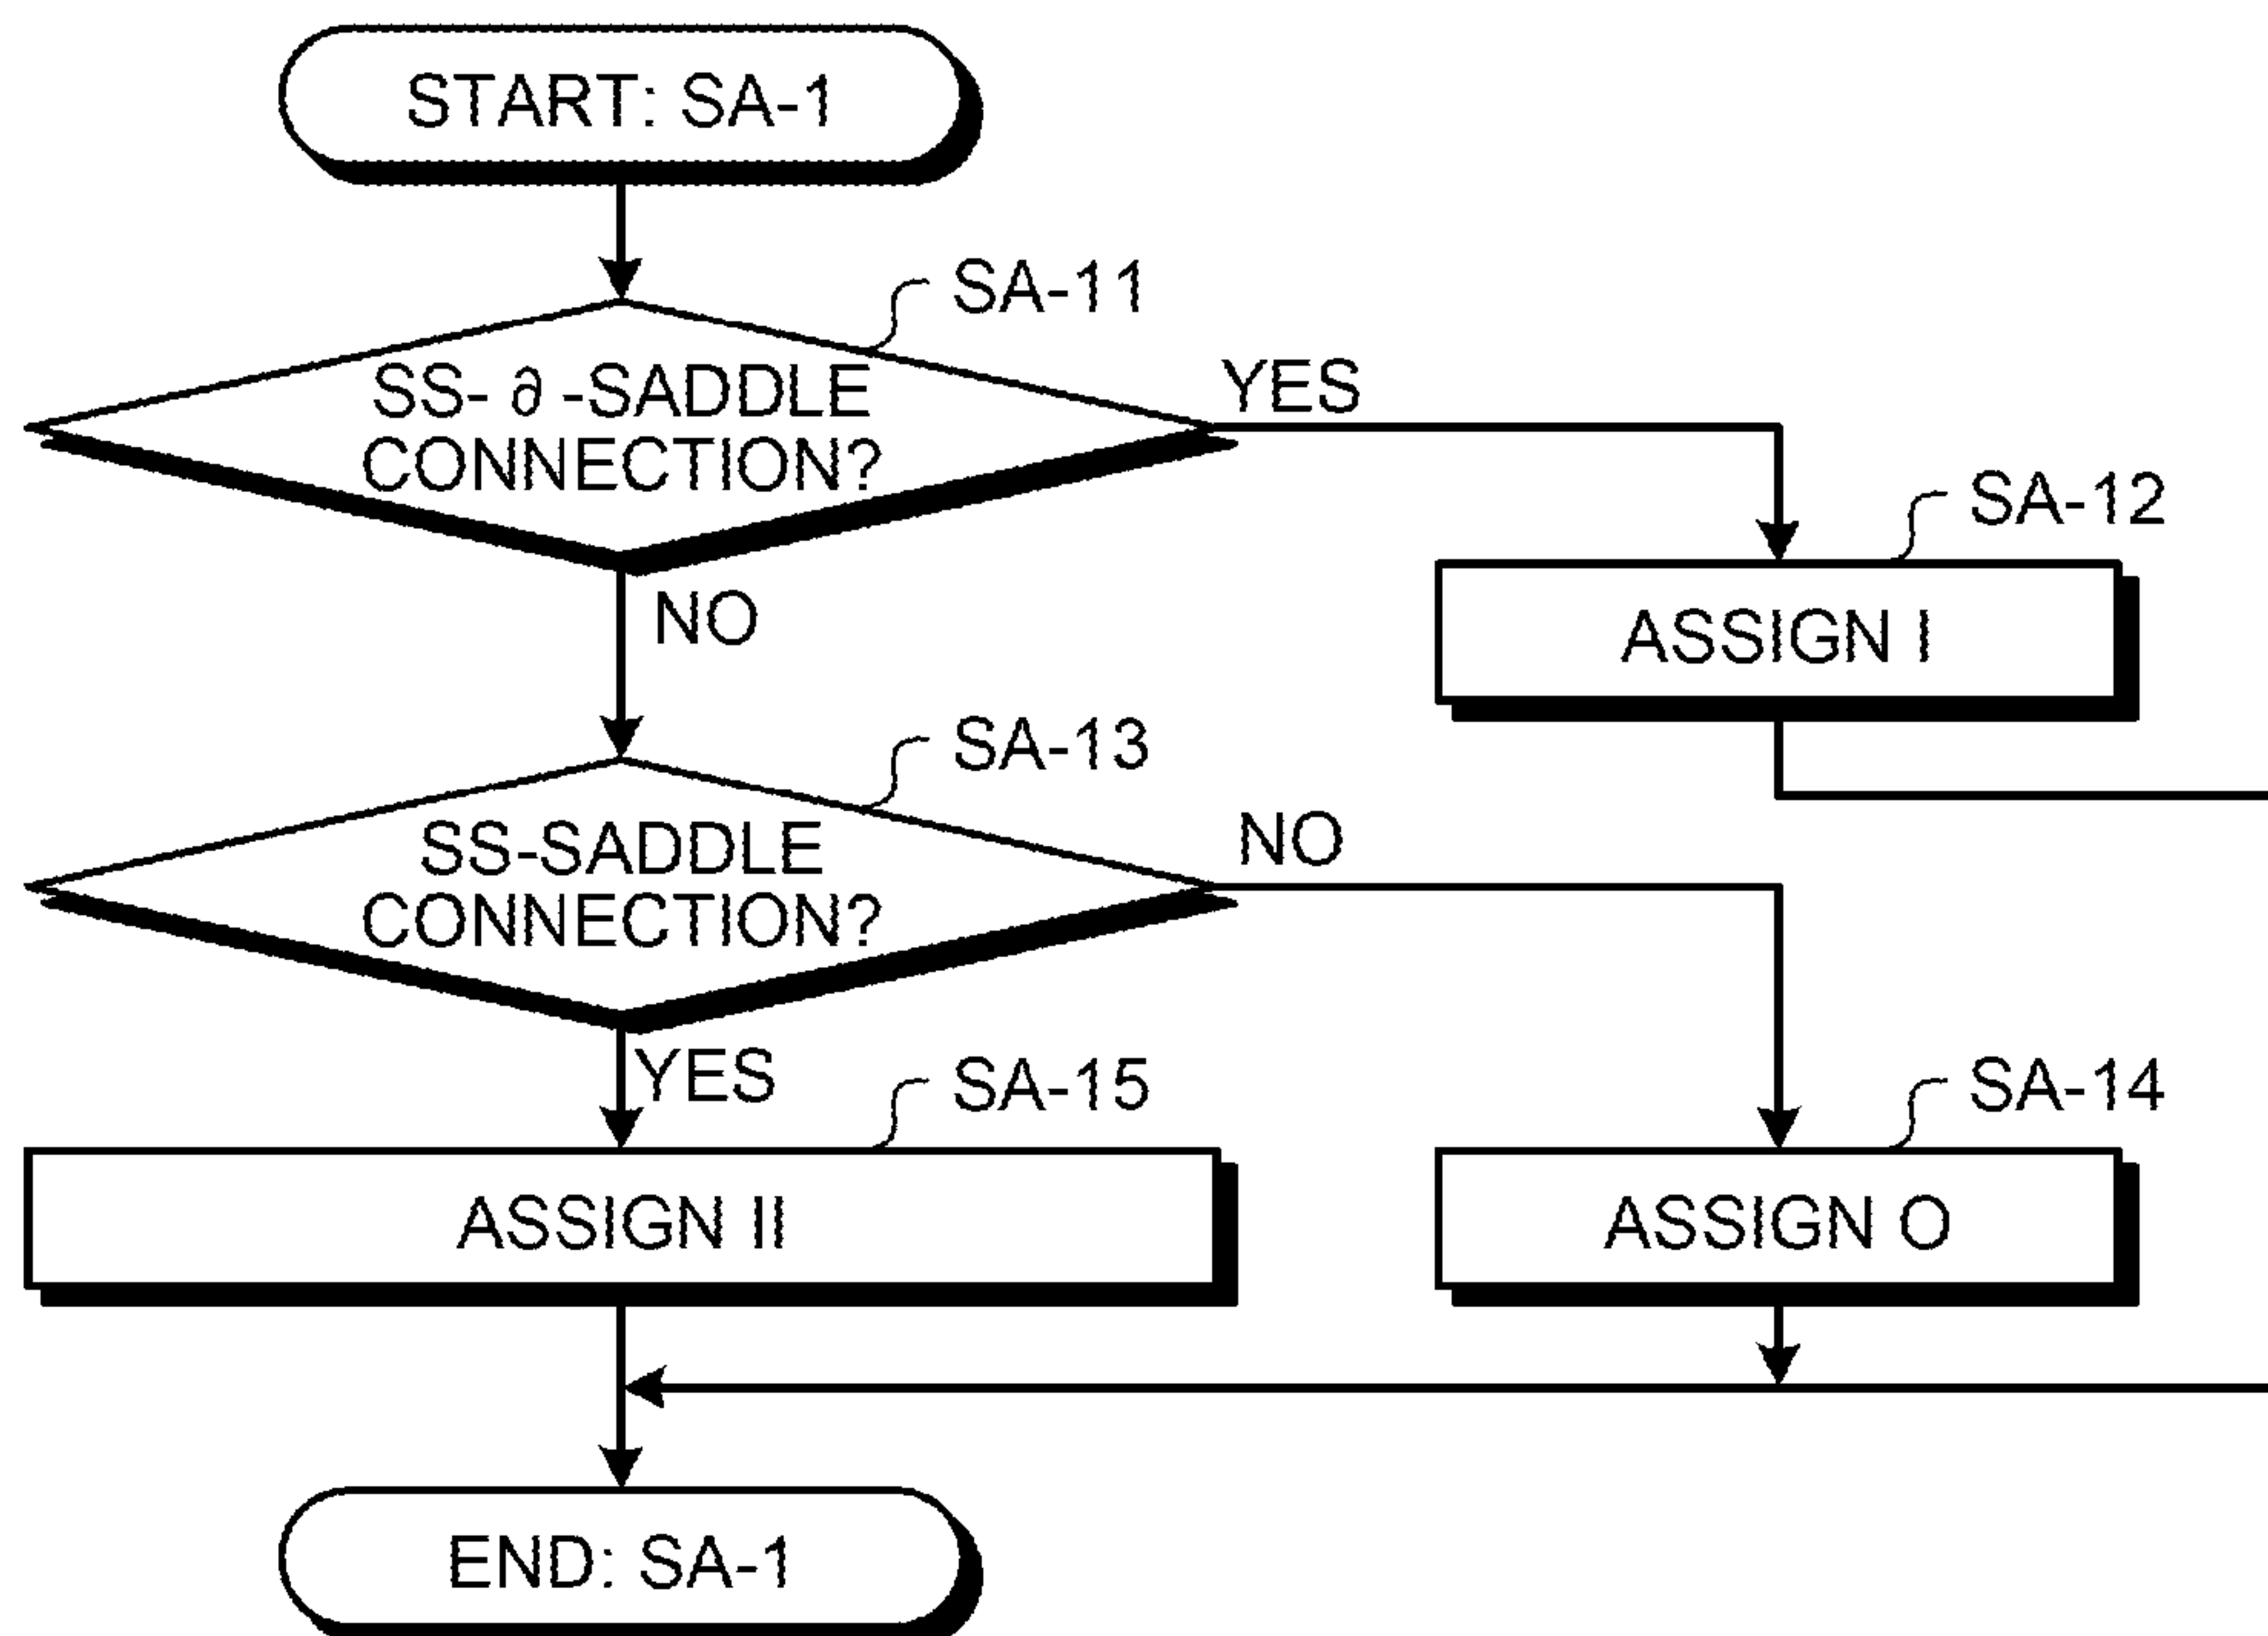 START: SA-1
SA-11
SS- ∂ -SADDLE
CONNECTION?
YES
SA-12
ASSIGN I
NO
SA-13
SS-SADDLE
CONNECTION?
NO
YES
SA-15
SA-14
ASSIGN II
ASSIGN O
END: SA-1